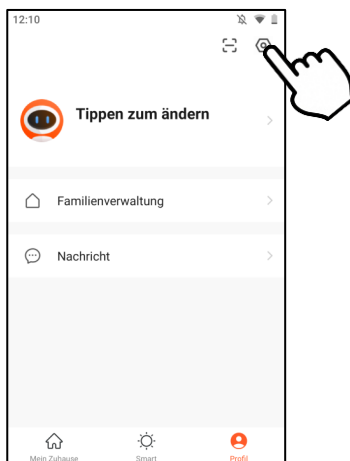 12:10
Tippen zum ändern
Familienverwaltung
Nachricht
Mein Zuhause
Smart
Profil